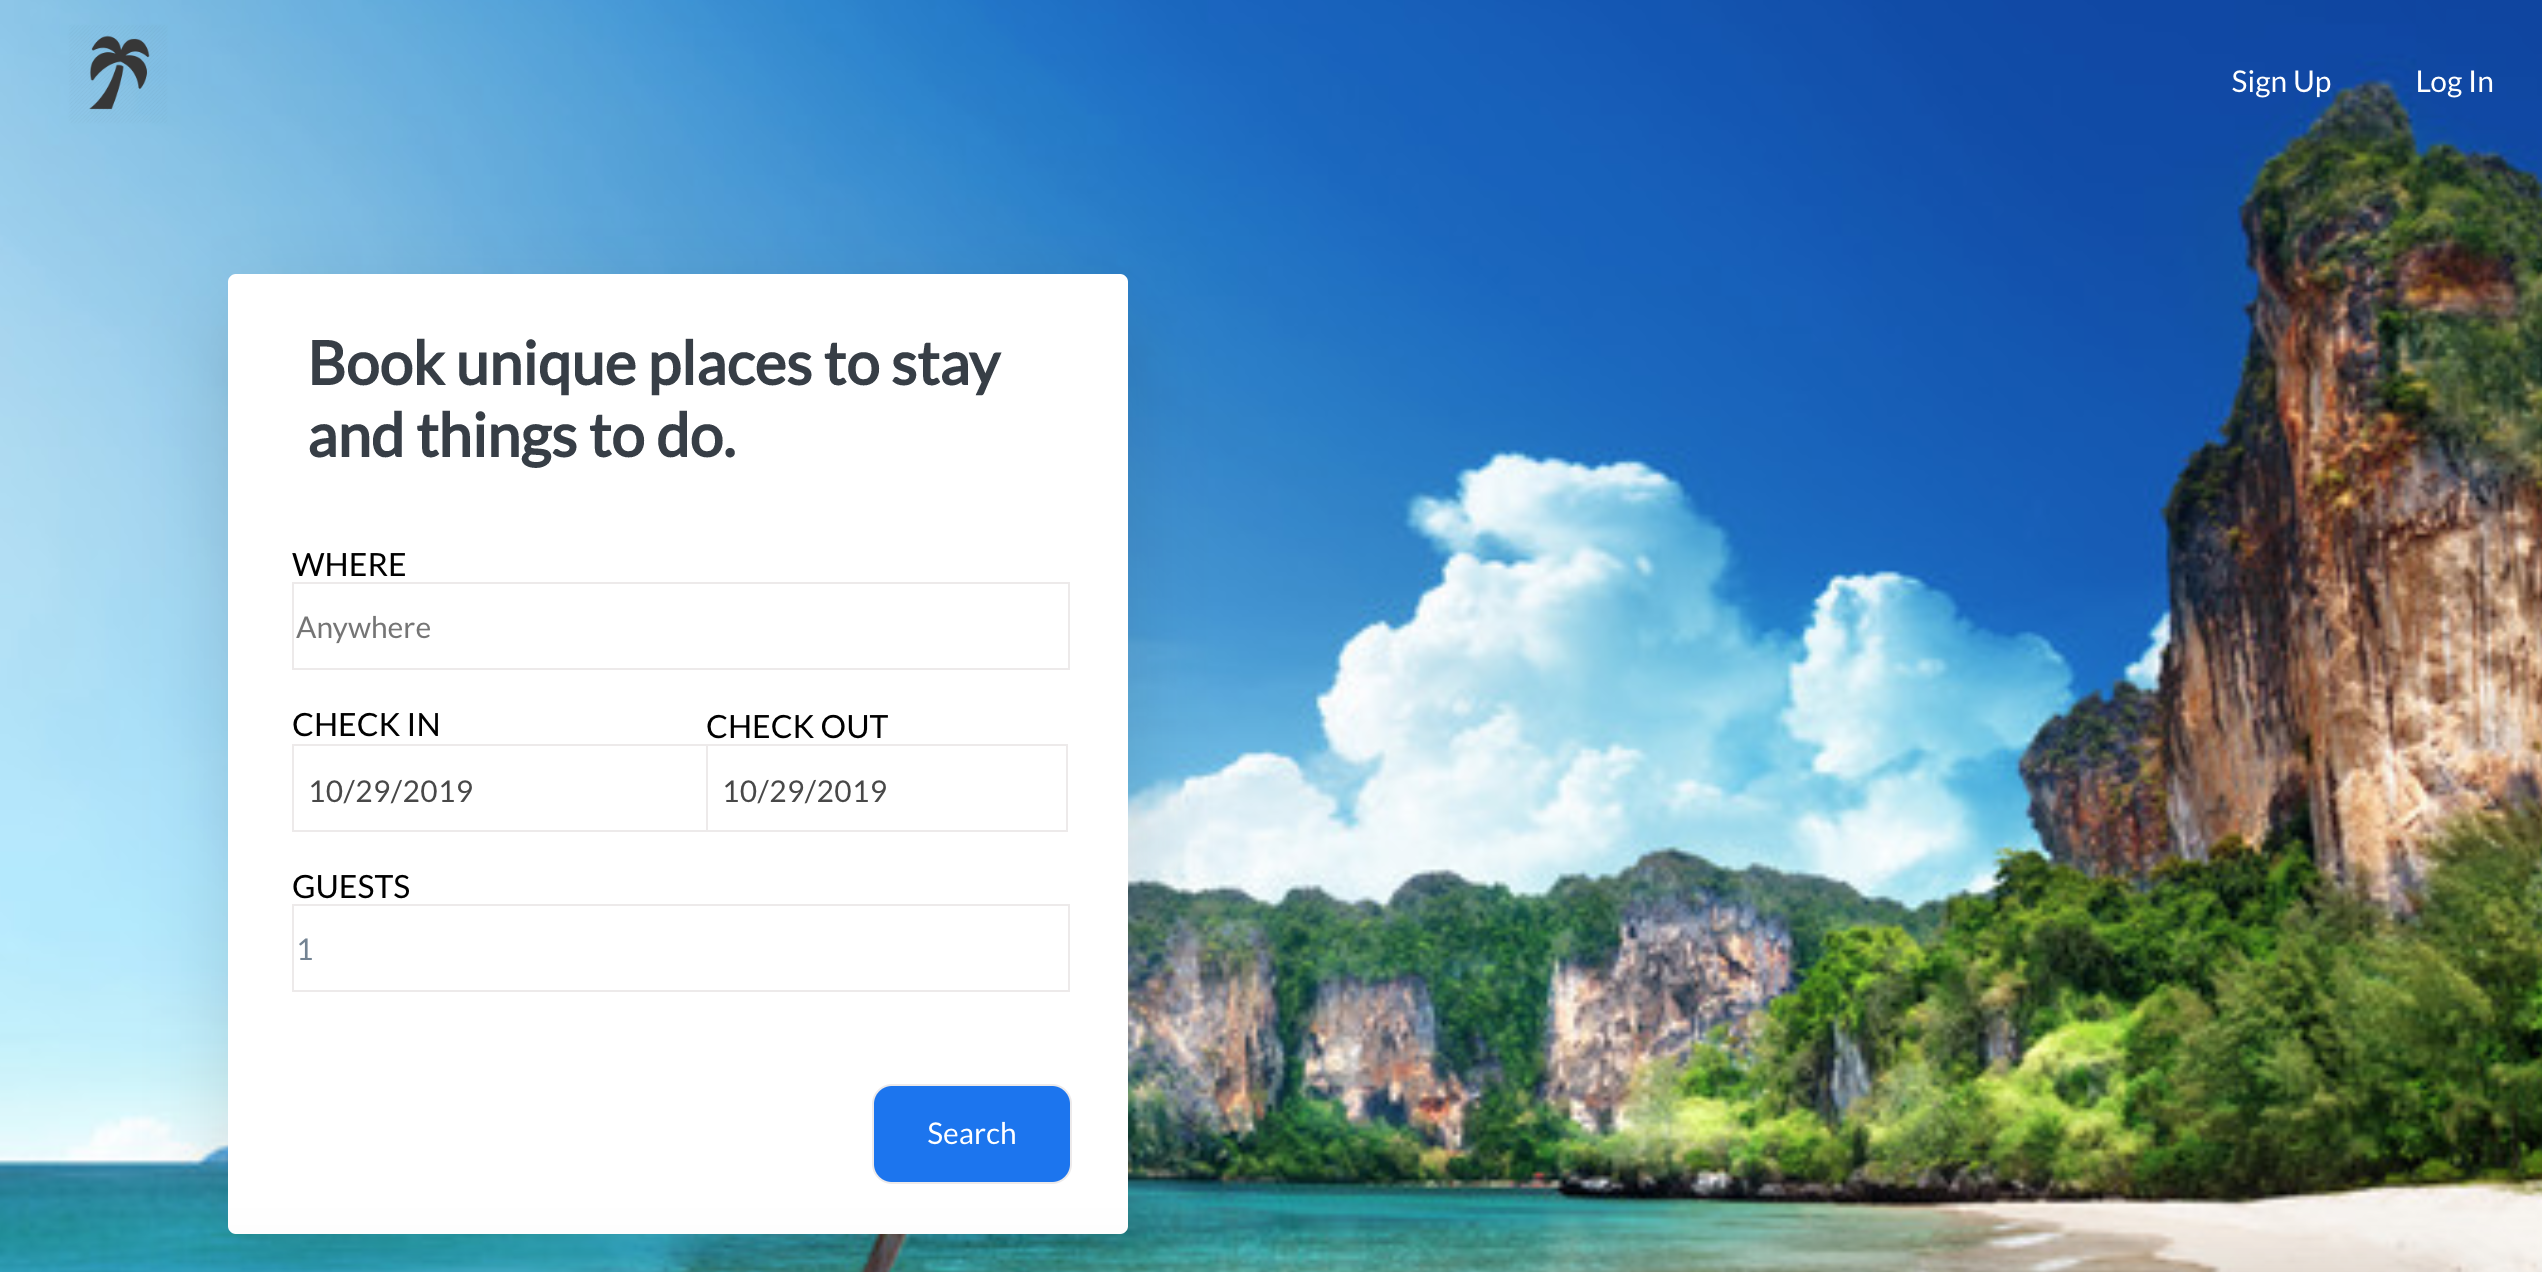 Sign Up Log In
Book unique places to stay
and things to do.
WHERE
Anywhere
CHECK IN CHECK OUT
10/29/2019 10/29/2019
GUESTS
1
Search